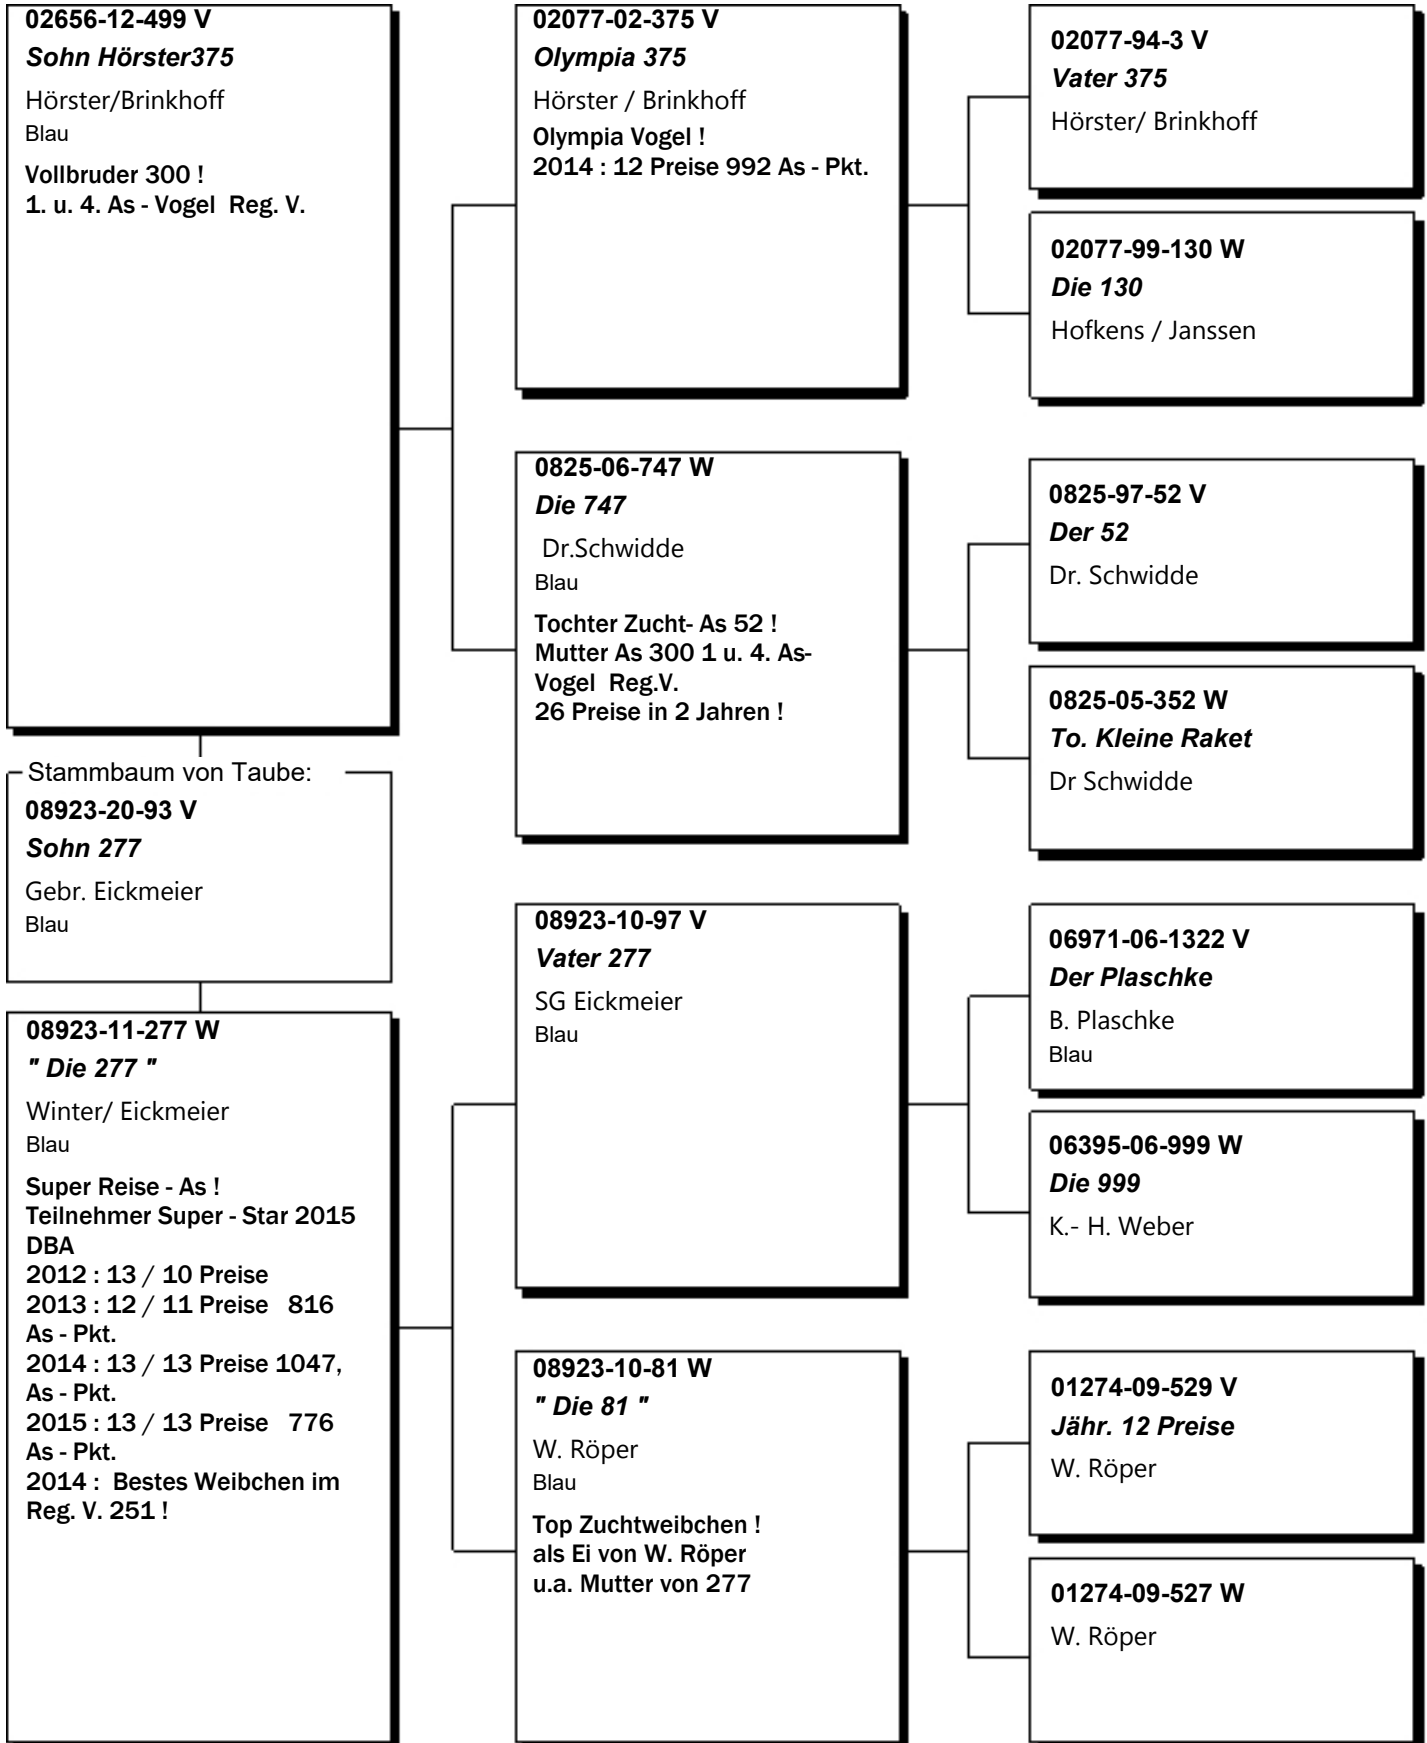 02656-12-499 V
Sohn Hörster375
Hörster/Brinkhoff
Blau
Vollbruder 300 !
1. u. 4. As - Vogel  Reg. V.
Stammbaum von Taube:
08923-20-93 V
Sohn 277
Gebr. Eickmeier
Blau
08923-11-277 W
" Die 277 "
Winter/ Eickmeier
Blau
Super Reise - As !
Teilnehmer Super - Star 2015
DBA
2012 : 13 / 10 Preise
2013 : 12 / 11 Preise   816
As - Pkt.
2014 : 13 / 13 Preise 1047,
As - Pkt.
2015 : 13 / 13 Preise   776
As - Pkt.
2014 :  Bestes Weibchen im
Reg. V. 251 !
02077-02-375 V
Olympia 375
Hörster / Brinkhoff
Olympia Vogel !
2014 : 12 Preise 992 As - Pkt.
0825-06-747 W
Die 747
Dr.Schwidde
Blau
Tochter Zucht- As 52 !
Mutter As 300 1 u. 4. As-
Vogel  Reg.V.
26 Preise in 2 Jahren !
08923-10-97 V
Vater 277
SG Eickmeier
Blau
08923-10-81 W
" Die 81 "
W. Röper
Blau
Top Zuchtweibchen !
als Ei von W. Röper
u.a. Mutter von 277
02077-94-3 V
Vater 375
Hörster/ Brinkhoff
02077-99-130 W
Die 130
Hofkens / Janssen
0825-97-52 V
Der 52
Dr. Schwidde
0825-05-352 W
To. Kleine Raket
Dr Schwidde
06971-06-1322 V
Der Plaschke
B. Plaschke
Blau
06395-06-999 W
Die 999
K.- H. Weber
01274-09-529 V
Jähr. 12 Preise
W. Röper
01274-09-527 W
W. Röper